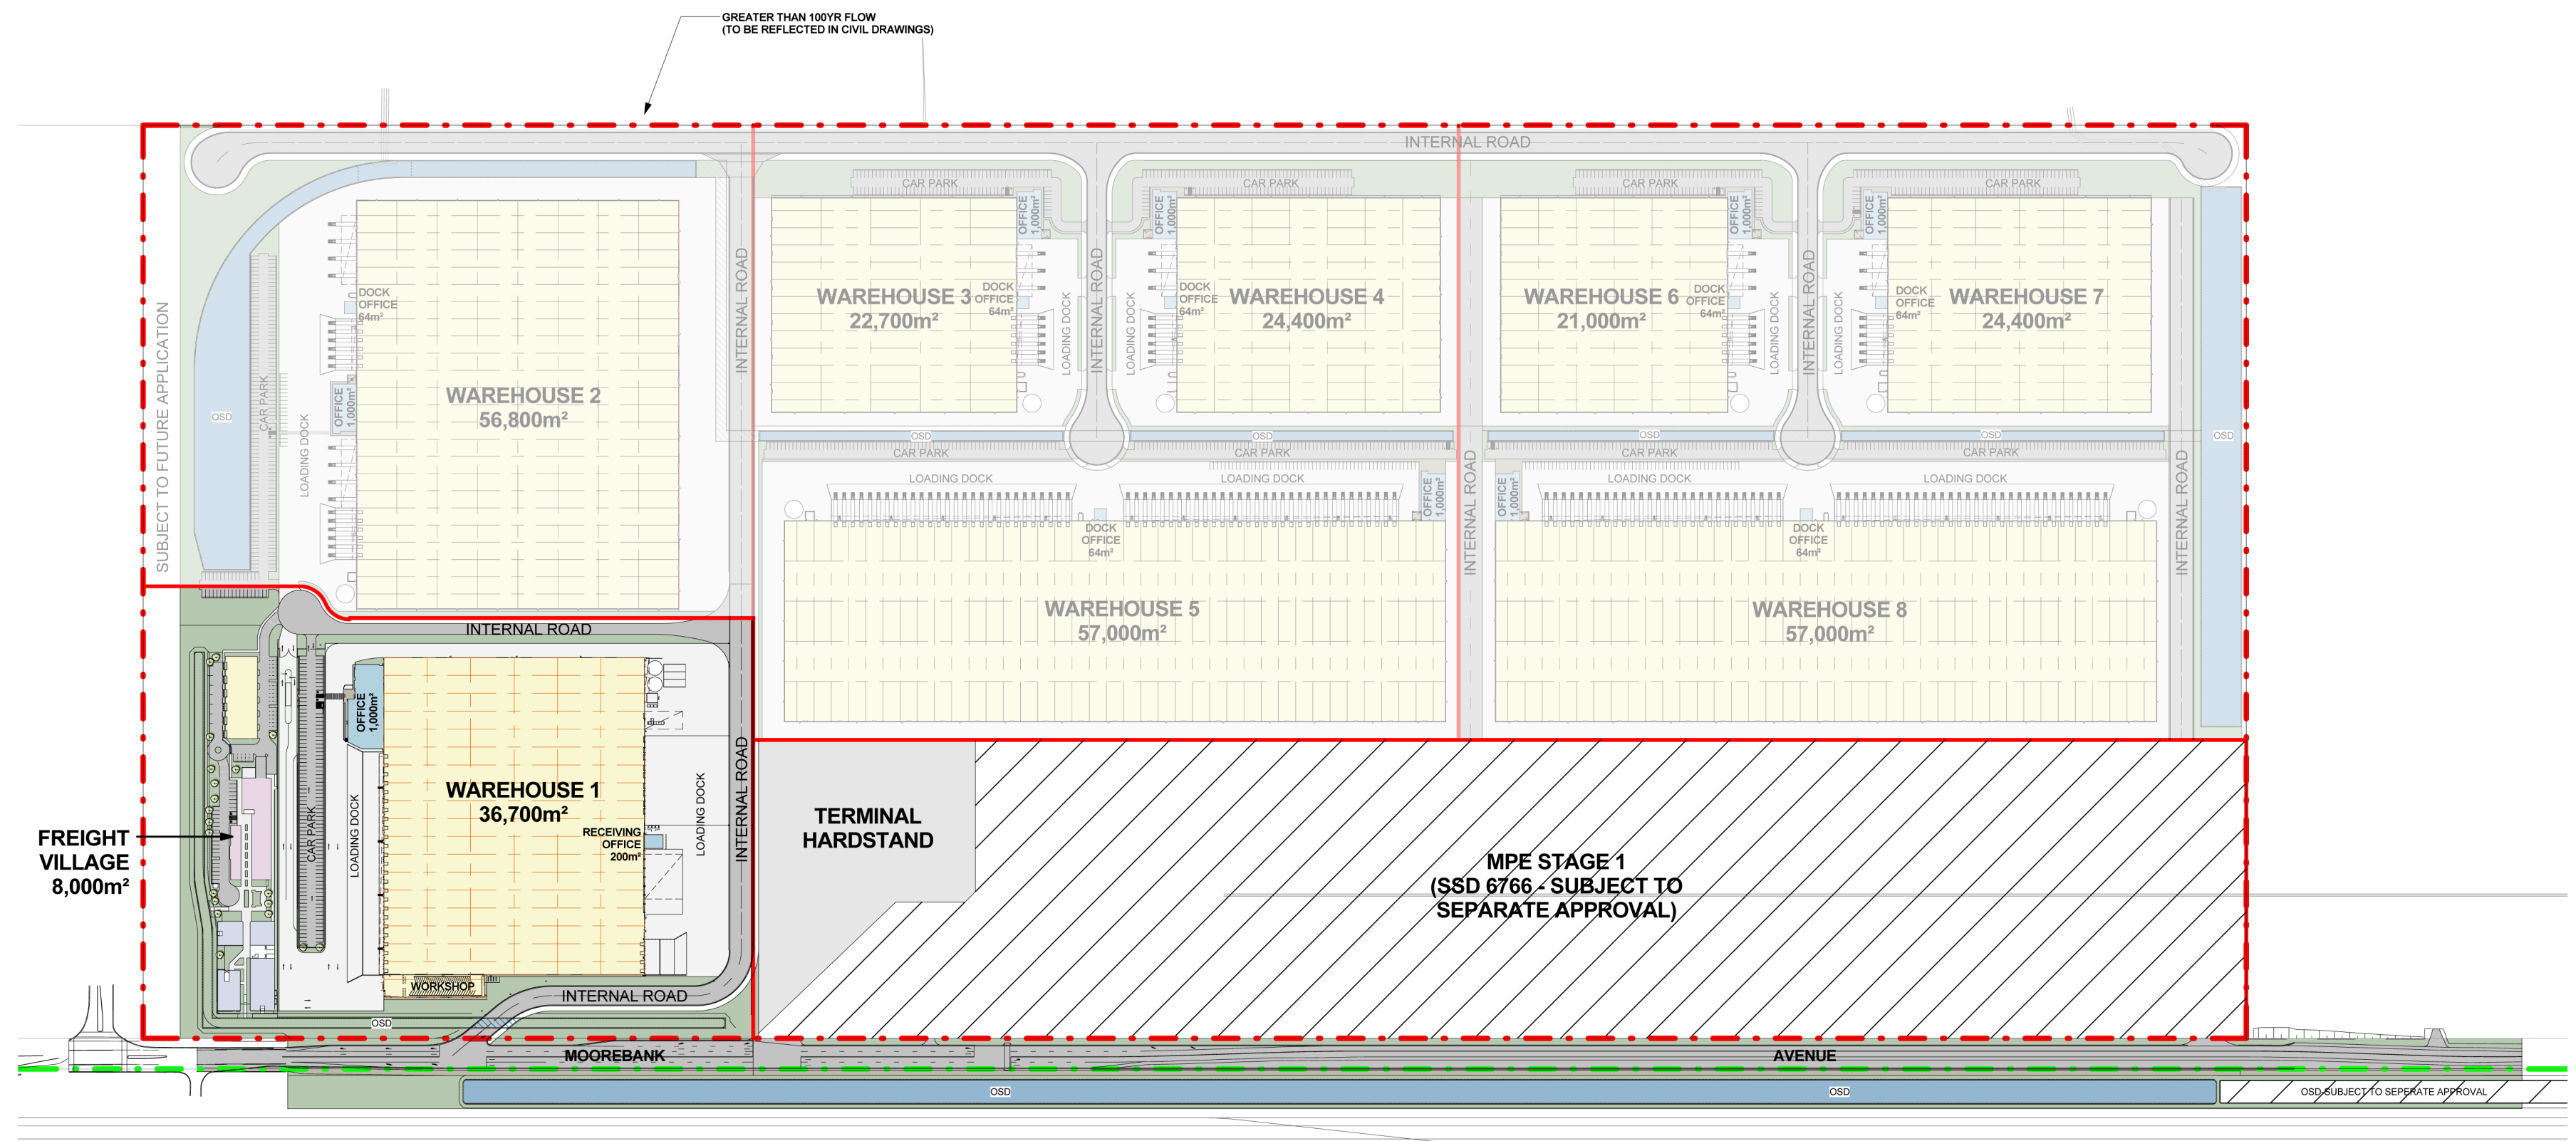 GREATER THAN 100YR FLOW
(TO BE REFLECTED IN CIVIL DRAWINGS)
INTERNAL ROAD
CAR PARK
CAR PARK
CAR PARK
CAR PARK
OFFICE
1,000m²
OFFICE
1,000m²
OFFICE
1,000m²
OFFICE
1,000m²
SUBJECT TO FUTURE APPLICATION
OSD
CAR PARK
LOADING DOCK
DOCK
OFFICE
64m²
OFFICE
1,000m²
WAREHOUSE 2
56,800m²
INTERNAL ROAD
WAREHOUSE 3
22,700m²
DOCK
OFFICE
64m²
LOADING DOCK
INTERNAL ROAD
LOADING DOCK
DOCK
OFFICE
64m²
WAREHOUSE 4
24,400m²
WAREHOUSE 6
21,000m²
DOCK
OFFICE
64m²
LOADING DOCK
INTERNAL ROAD
LOADING DOCK
DOCK
OFFICE
64m²
WAREHOUSE 7
24,400m²
OSD
OSD
OSD
OSD
OSD
CAR PARK
CAR PARK
CAR PARK
CAR PARK
LOADING DOCK
LOADING DOCK
OFFICE
1,000m²
INTERNAL ROAD
OFFICE
1,000m²
LOADING DOCK
LOADING DOCK
INTERNAL ROAD
DOCK
OFFICE
64m²
DOCK
OFFICE
64m²
WAREHOUSE 5
57,000m²
WAREHOUSE 8
57,000m²
INTERNAL ROAD
OFFICE
1,000m²
FREIGHT
VILLAGE
8,000m²
CAR PARK
LOADING DOCK
WAREHOUSE 1
36,700m²
RECEIVING
OFFICE
200m²
LOADING DOCK
INTERNAL ROAD
TERMINAL
HARDSTAND
MPE STAGE 1
(SSD 6766 - SUBJECT TO
SEPARATE APPROVAL)
WORKSHOP
INTERNAL ROAD
OSD
MOOREBANK
AVENUE
OSD
OSD
OSD-SUBJECT TO SEPERATE APPROVAL